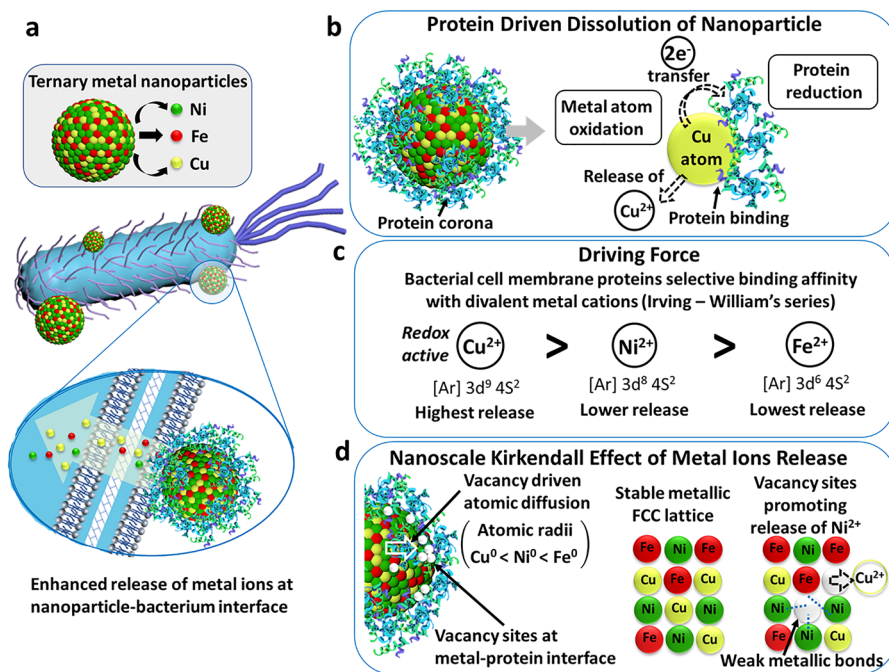 a
Ternary metal nanoparticles
Ni
Fe
Cu
Enhanced release of metal ions at
nanoparticle-bacterium interface
b
Protein Driven Dissolution of Nanoparticle
2e⁻
transfer
Protein
reduction
Metal atom
oxidation
Cu
atom
Release of
Cu²⁺
Protein binding
Protein corona
c
Driving Force
Bacterial cell membrane proteins selective binding affinity
with divalent metal cations (Irving – William's series)
Redox
active
Cu²⁺ > Ni²⁺ > Fe²⁺
[Ar] 3d⁹ 4S² [Ar] 3d⁸ 4S² [Ar] 3d⁶ 4S²
Highest release Lower release Lowest release
d
Nanoscale Kirkendall Effect of Metal Ions Release
Vacancy driven
atomic diffusion
Atomic radii
Cu⁰ < Ni⁰ < Fe⁰
Vacancy sites at
metal-protein interface
Stable metallic
FCC lattice
Fe Ni Fe
Cu Fe Cu
Ni Cu Ni
Fe Ni Cu
Vacancy sites
promoting
release of Ni²⁺
Fe Ni Fe
Cu Fe Cu²⁺
Ni Ni
Fe Ni Cu
Weak metallic bonds